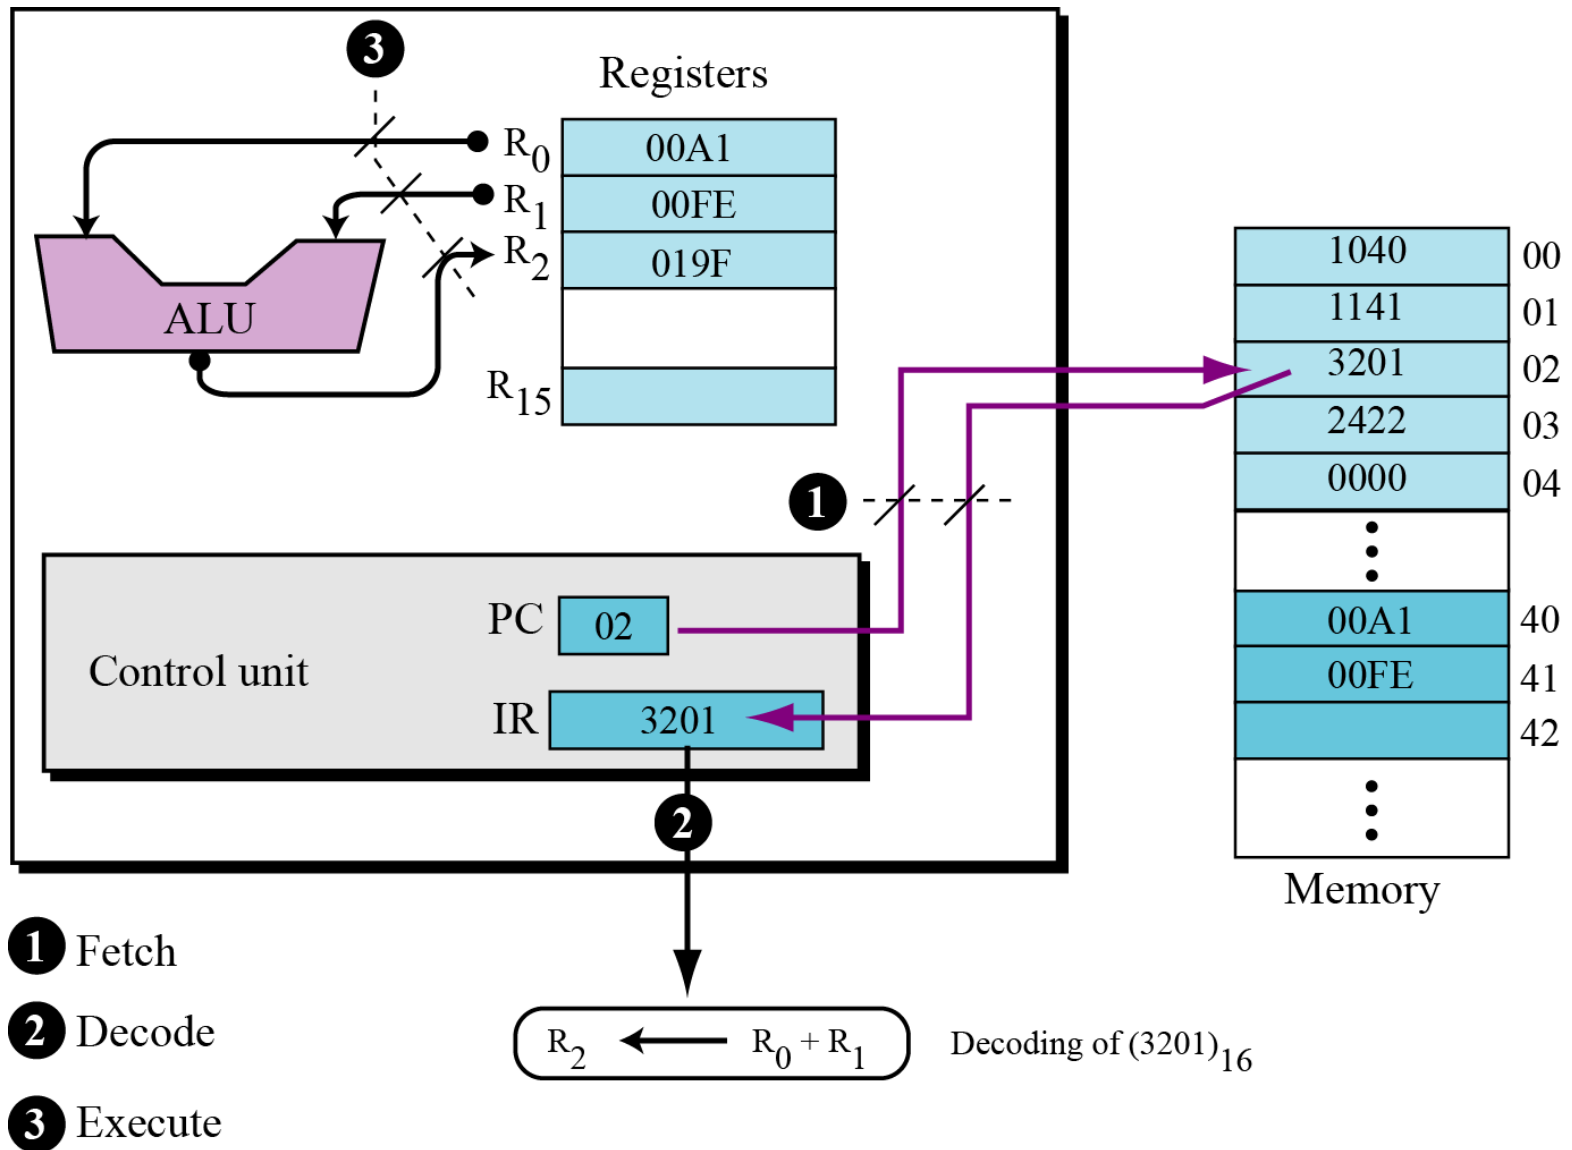 3
Registers
R0 00A1
R1 00FE
R2 019F
R15
ALU
1040 00
1141 01
3201 02
2422 03
0000 04
00A1 40
00FE 41
42
Memory
1
Control unit
PC 02
IR 3201
2
1 Fetch
2 Decode
3 Execute
R2 R0 + R1
Decoding of (3201)16